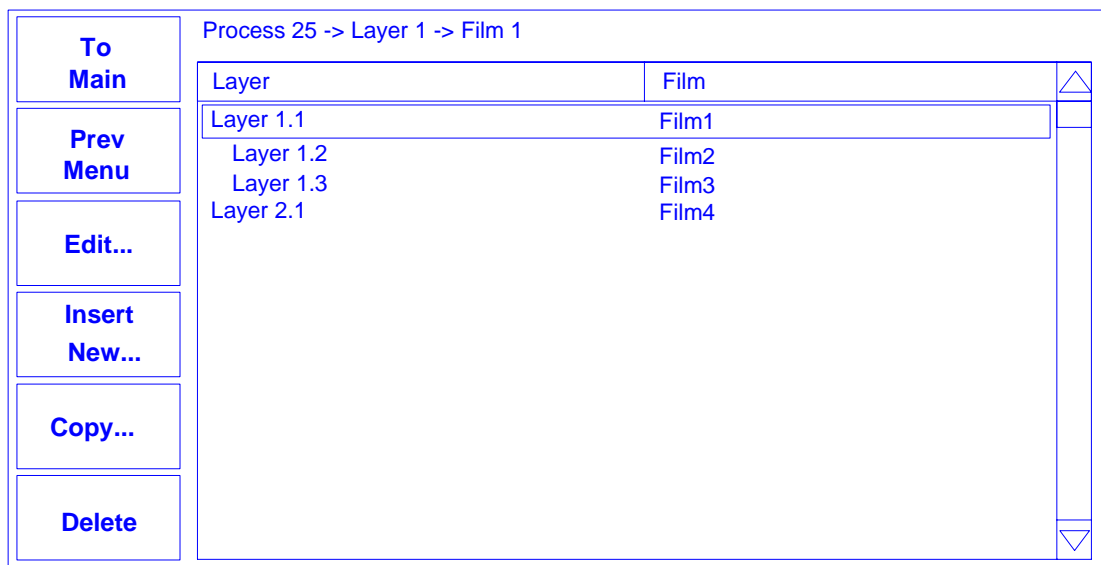 To
Main
Prev
Menu
Edit...
Insert
New...
Copy...
Delete
Process 25 -> Layer 1 -> Film 1
Layer Film
Layer 1.1 Film1
Layer 1.2 Film2
Layer 1.3 Film3
Layer 2.1 Film4